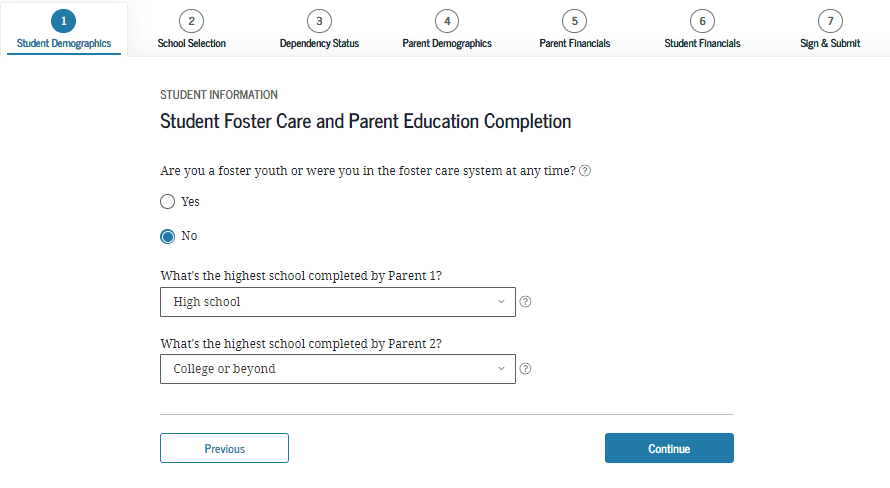 1 2 3 4 5 6 7
Student Demographics School Selection Dependency Status Parent Demographics Parent Financials Student Financials Sign & Submit
STUDENT INFORMATION
Student Foster Care and Parent Education Completion
Are you a foster youth or were you in the foster care system at any time? ?
Yes
No
What's the highest school completed by Parent 1?
High school ?
What's the highest school completed by Parent 2?
College or beyond ?
Previous Continue